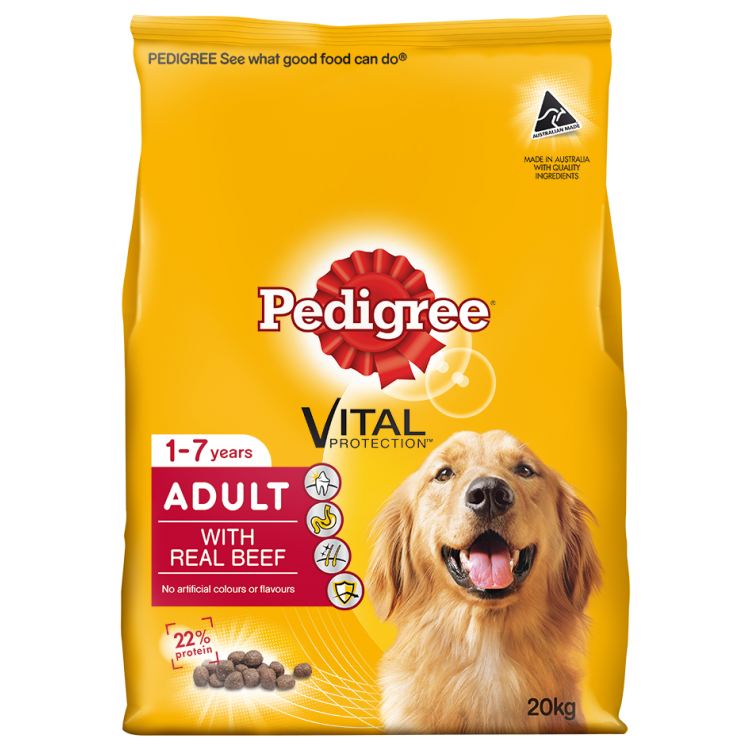 PEDIGREE See what good food can do®
AUSTRALIAN MADE
MADE IN AUSTRALIA
WITH QUALITY
INGREDIENTS
Pedigree®
VITAL
PROTECTION™
1-7 years
ADULT
WITH
REAL BEEF
No artificial colours or flavours
22%
protein
20kg